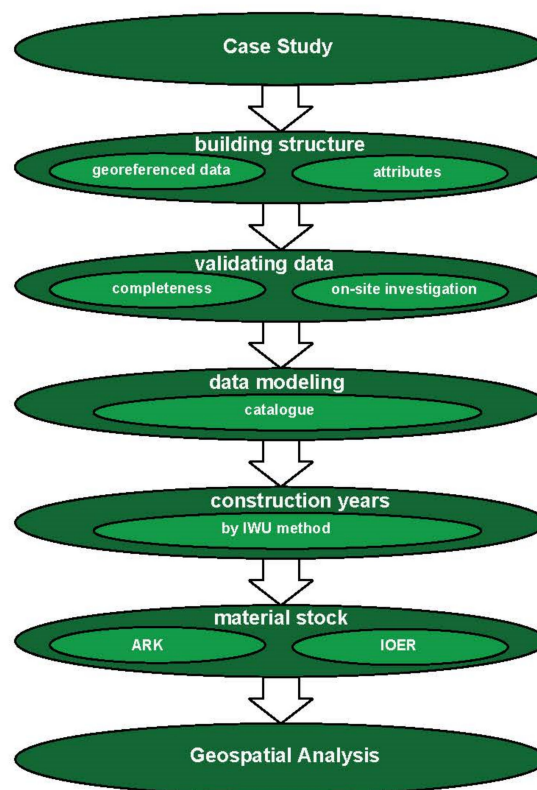 Case Study
building structure
georeferenced data
attributes
validating data
completeness
on-site investigation
data modeling
catalogue
construction years
by IWU method
material stock
ARK
IOER
Geospatial Analysis